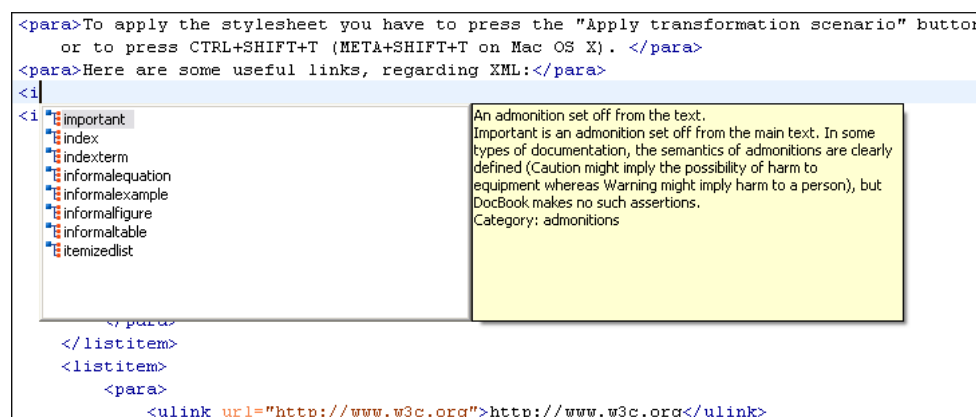 <para>To apply the stylesheet you have to press the "Apply transformation scenario" button
or to press CTRL+SHIFT+T (META+SHIFT+T on Mac OS X). </para>
<para>Here are some useful links, regarding XML:</para>
<i
<i
important
index
indexterm
informalequation
informalexample
informalfigure
informaltable
itemizedlist
An admonition set off from the text.
Important is an admonition set off from the main text. In some
types of documentation, the semantics of admonitions are clearly
defined (Caution might imply the possibility of harm to
equipment whereas Warning might imply harm to a person), but
DocBook makes no such assertions.
Category: admonitions
</para>
</listitem>
<listitem>
<para>
<ulink url="http://www.w3c.org">http://www.w3c.org</ulink>